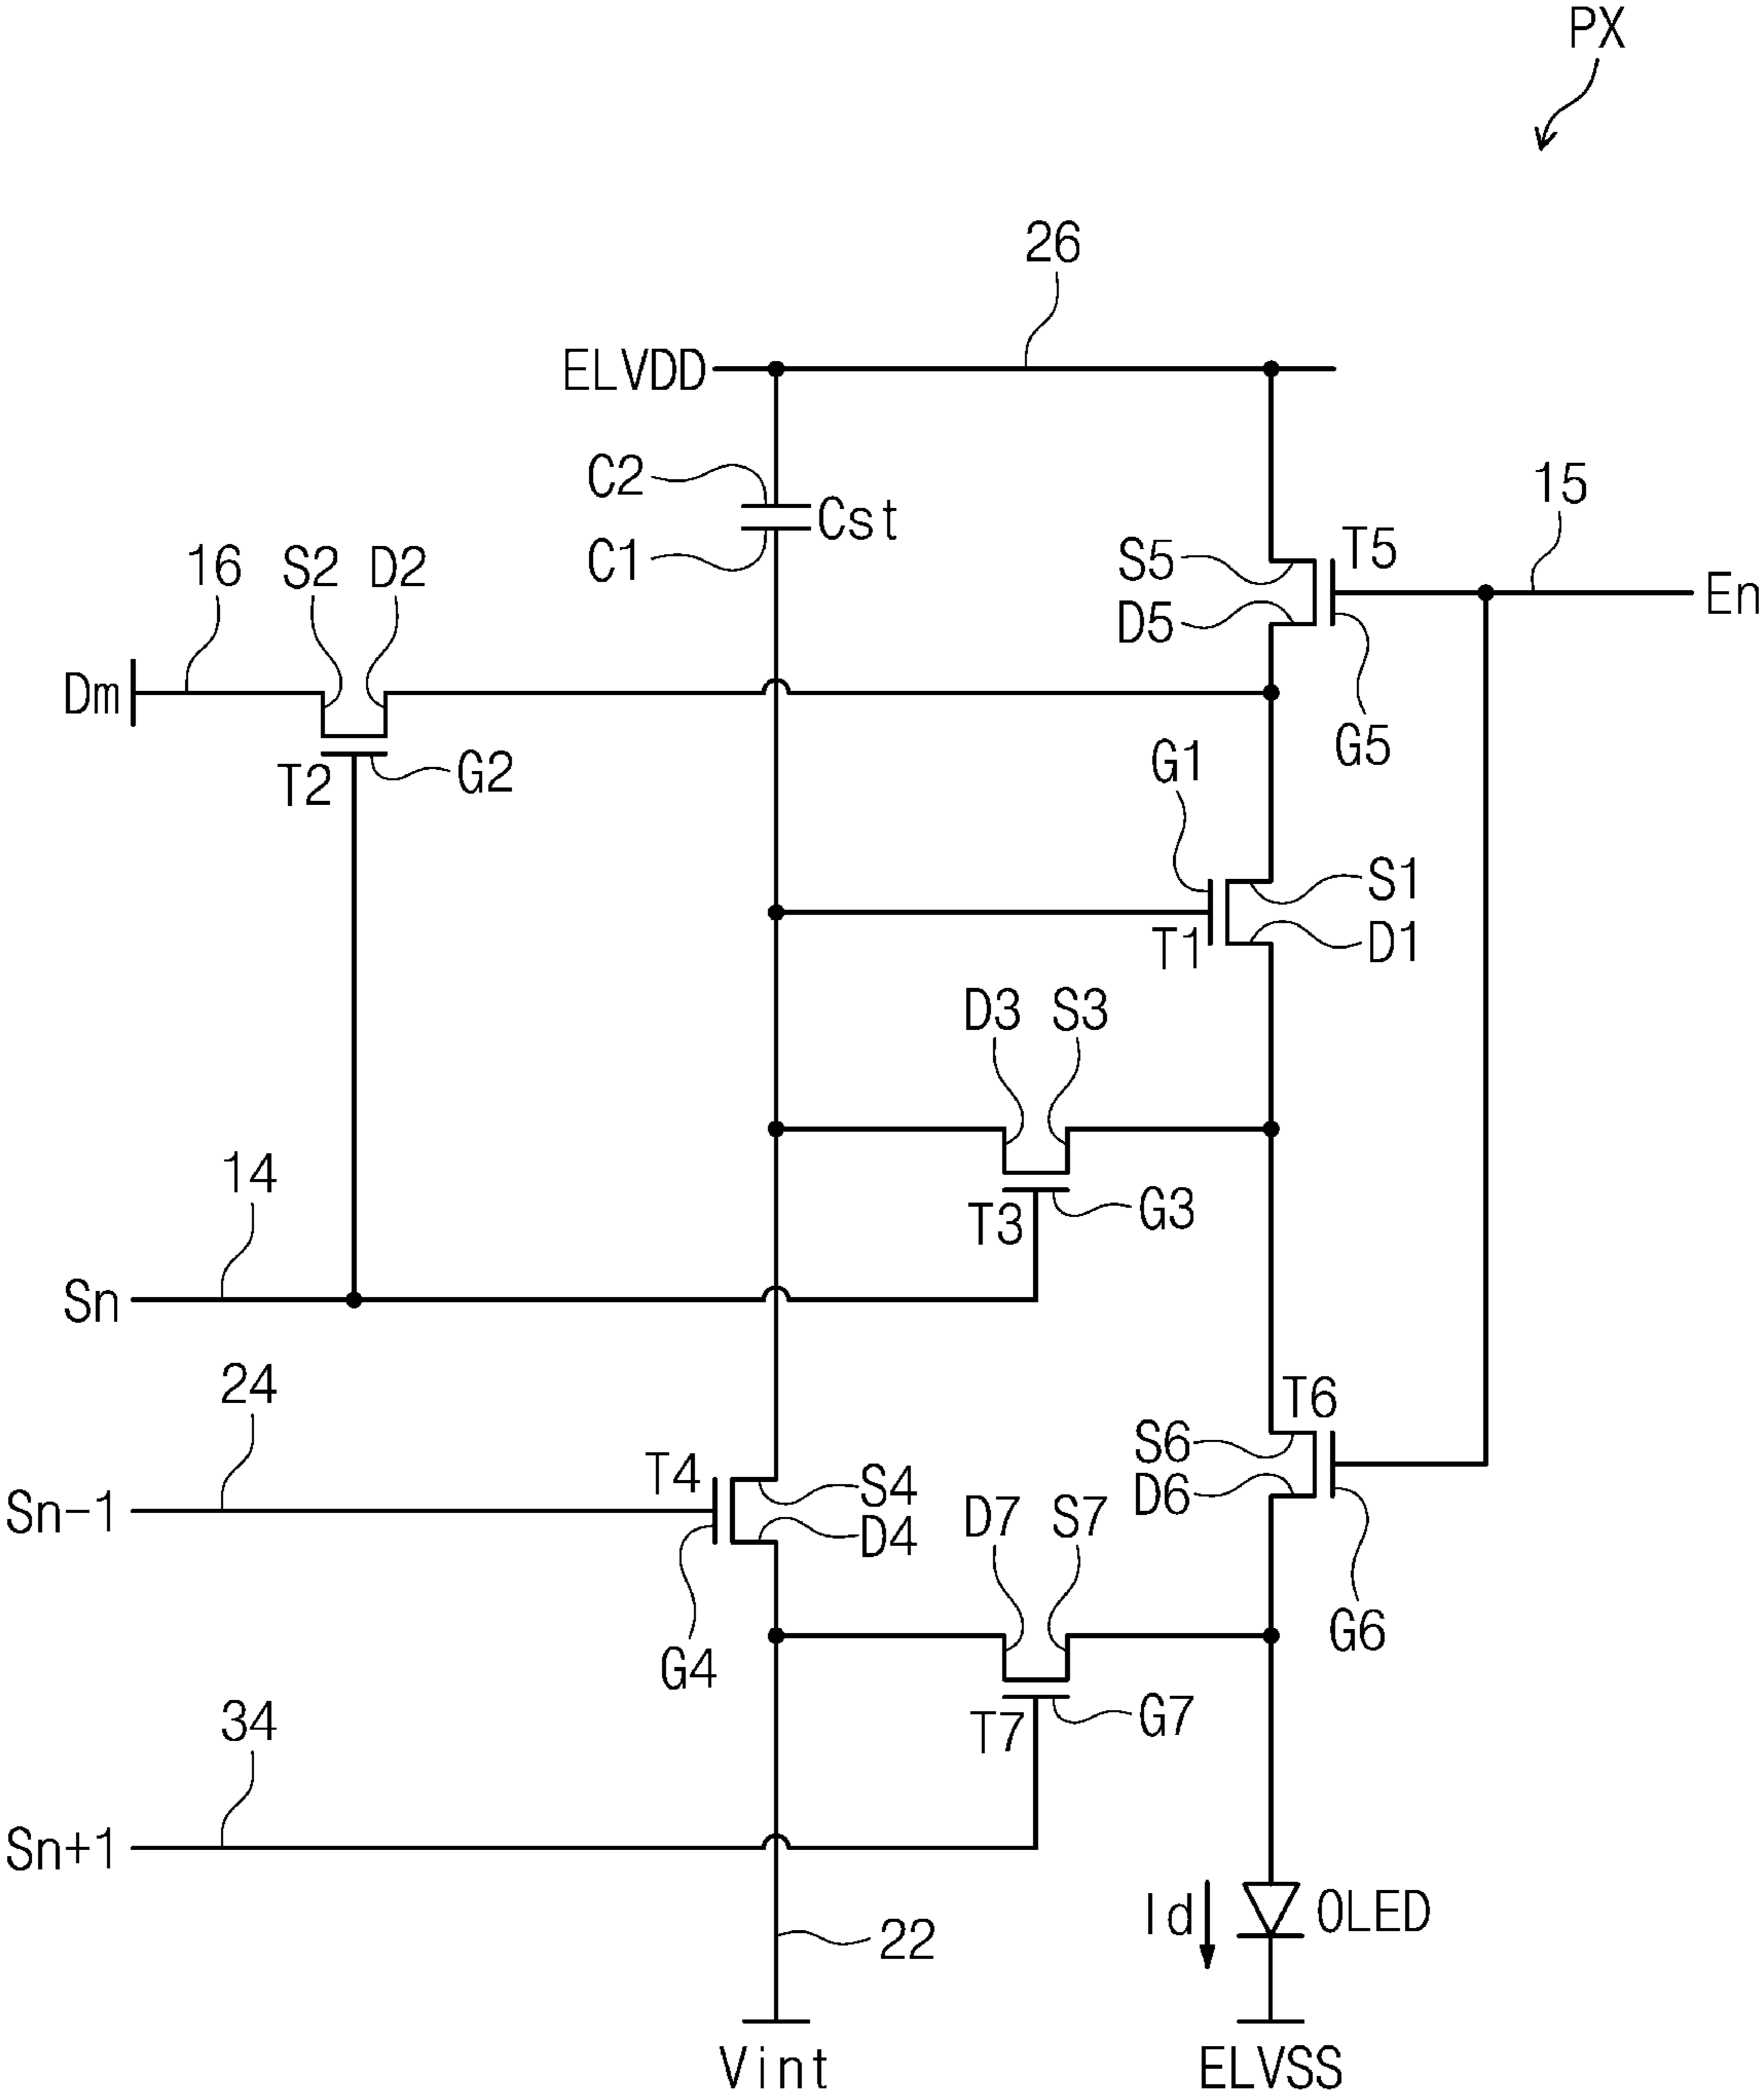 PX
26
ELVDD
C2
Cst
C1
15
T5
S5
D5
En
G5
16
S2
D2
Dm
T2
G2
G1
S1
D1
T1
D3
S3
14
T3
G3
Sn
24
T6
S6
D6
T4
S4
D4
Sn-1
D7
S7
G4
G6
34
T7
G7
Sn+1
Id
OLED
22
Vint
ELVSS